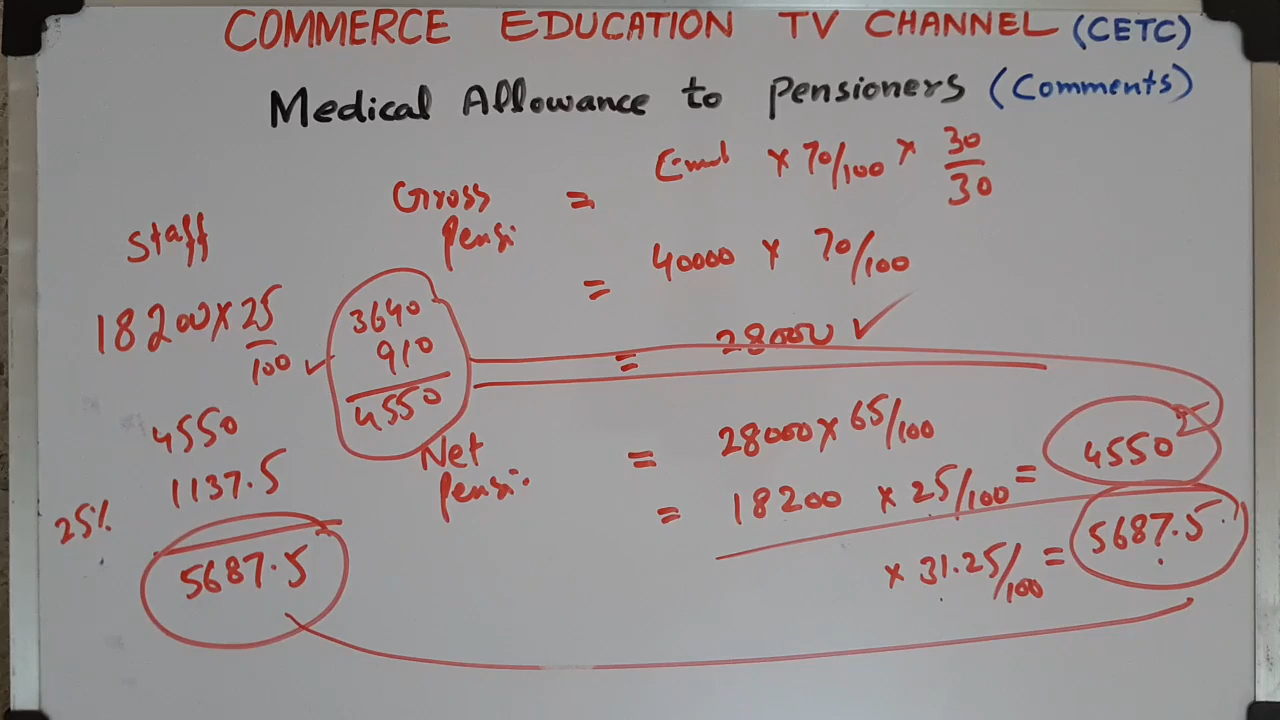 COMMERCE EDUCATION TV CHANNEL (CETC)
Medical Allowance to Pensioners (Comments)
Gross pensi = Emul × 70/100 × 30/30
= 40000 × 70/100
= 28000 ✓
Net pensi. = 28000 × 65/100
= 18200 × 25/100 = 4550
× 31.25/100 = 5687.5
Staff
18200 × 25/100 ✓
4550
25% 1137.5
5687.5
3640
910
4550